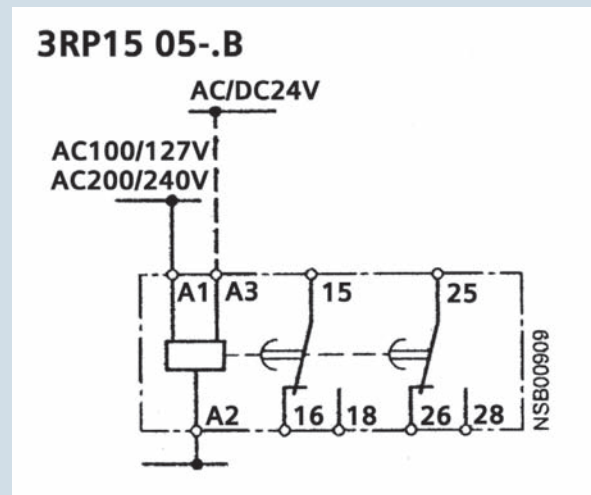 3RP15 05-.B
AC/DC24V
AC100/127V
AC200/240V
A1 A3 15 25
A2 16 18 26 28
NSB00909